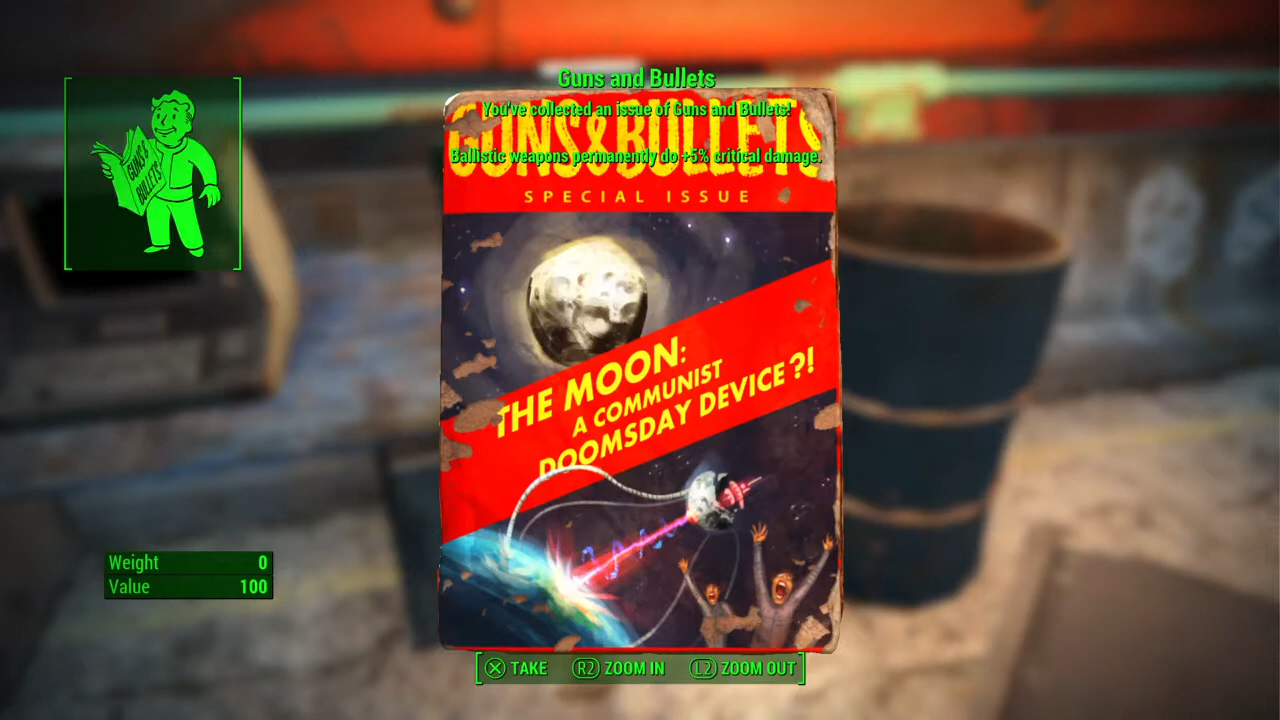 Guns and Bullets
You've collected an issue of Guns and Bullets!
GUNS & BULLETS
Ballistic weapons permanently do +5% critical damage.
SPECIAL ISSUE
GUNS &
BULLETS
THE MOON:
A COMMUNIST
DOOMSDAY DEVICE?!
Weight 0
Value 100
TAKE R2 ZOOM IN L2 ZOOM OUT